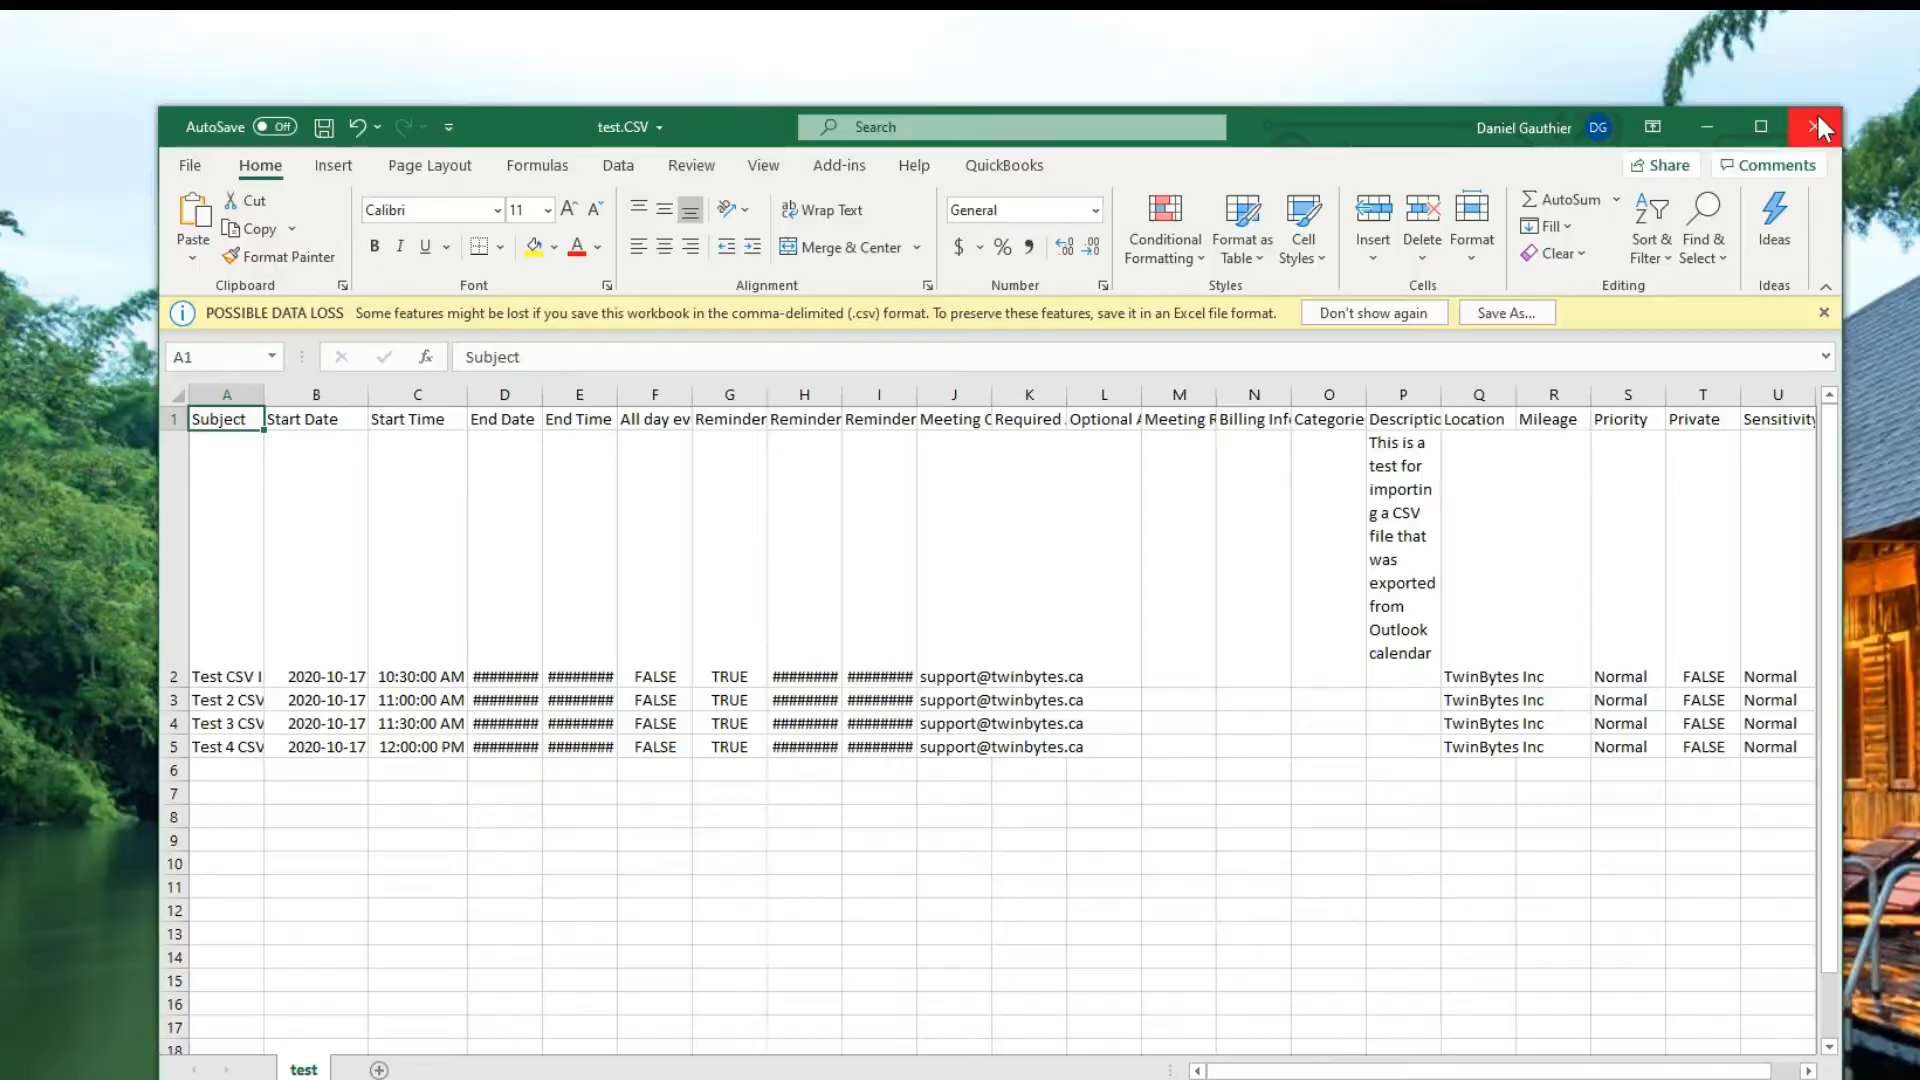 AutoSave Off test.CSV Search Daniel Gauthier DG
File Home Insert Page Layout Formulas Data Review View Add-ins Help QuickBooks Share Comments
Paste Cut Copy Format Painter Clipboard
Calibri 11 B I U A Font
Wrap Text Merge & Center Alignment
General $ % Number
Conditional Formatting Format as Table Cell Styles Styles
Insert Delete Format Cells
AutoSum Fill Clear Sort & Filter Find & Select Editing
Ideas Ideas
POSSIBLE DATA LOSS Some features might be lost if you save this workbook in the comma-delimited (.csv) format. To preserve these features, save it in an Excel file format. Don't show again Save As...
A1 fx Subject
A B C D E F G H I J K L M N O P Q R S T U
1 Subject Start Date Start Time End Date End Time All day ev Reminder Reminder Reminder Meeting O Required Optional A Meeting R Billing Inf Categorie Descriptio Location Mileage Priority Private Sensitivity
This is a
test for
importin
g a CSV
file that
was
exported
from
Outlook
calendar
2 Test CSV I 2020-10-17 10:30:00 AM ######## ######## FALSE TRUE ######## ######## support@twinbytes.ca TwinBytes Inc Normal FALSE Normal
3 Test 2 CSV 2020-10-17 11:00:00 AM ######## ######## FALSE TRUE ######## ######## support@twinbytes.ca TwinBytes Inc Normal FALSE Normal
4 Test 3 CSV 2020-10-17 11:30:00 AM ######## ######## FALSE TRUE ######## ######## support@twinbytes.ca TwinBytes Inc Normal FALSE Normal
5 Test 4 CSV 2020-10-17 12:00:00 PM ######## ######## FALSE TRUE ######## ######## support@twinbytes.ca TwinBytes Inc Normal FALSE Normal
6
7
8
9
10
11
12
13
14
15
16
17
18
test